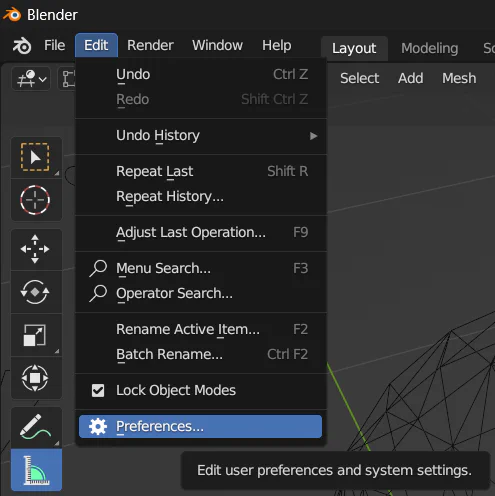 Blender
File Edit Render Window Help Layout Modeling
Select Add Mesh
Undo Ctrl Z
Redo Shift Ctrl Z
Undo History
Repeat Last Shift R
Repeat History...
Adjust Last Operation... F9
Menu Search... F3
Operator Search...
Rename Active Item... F2
Batch Rename... Ctrl F2
Lock Object Modes
Preferences...
Edit user preferences and system settings.